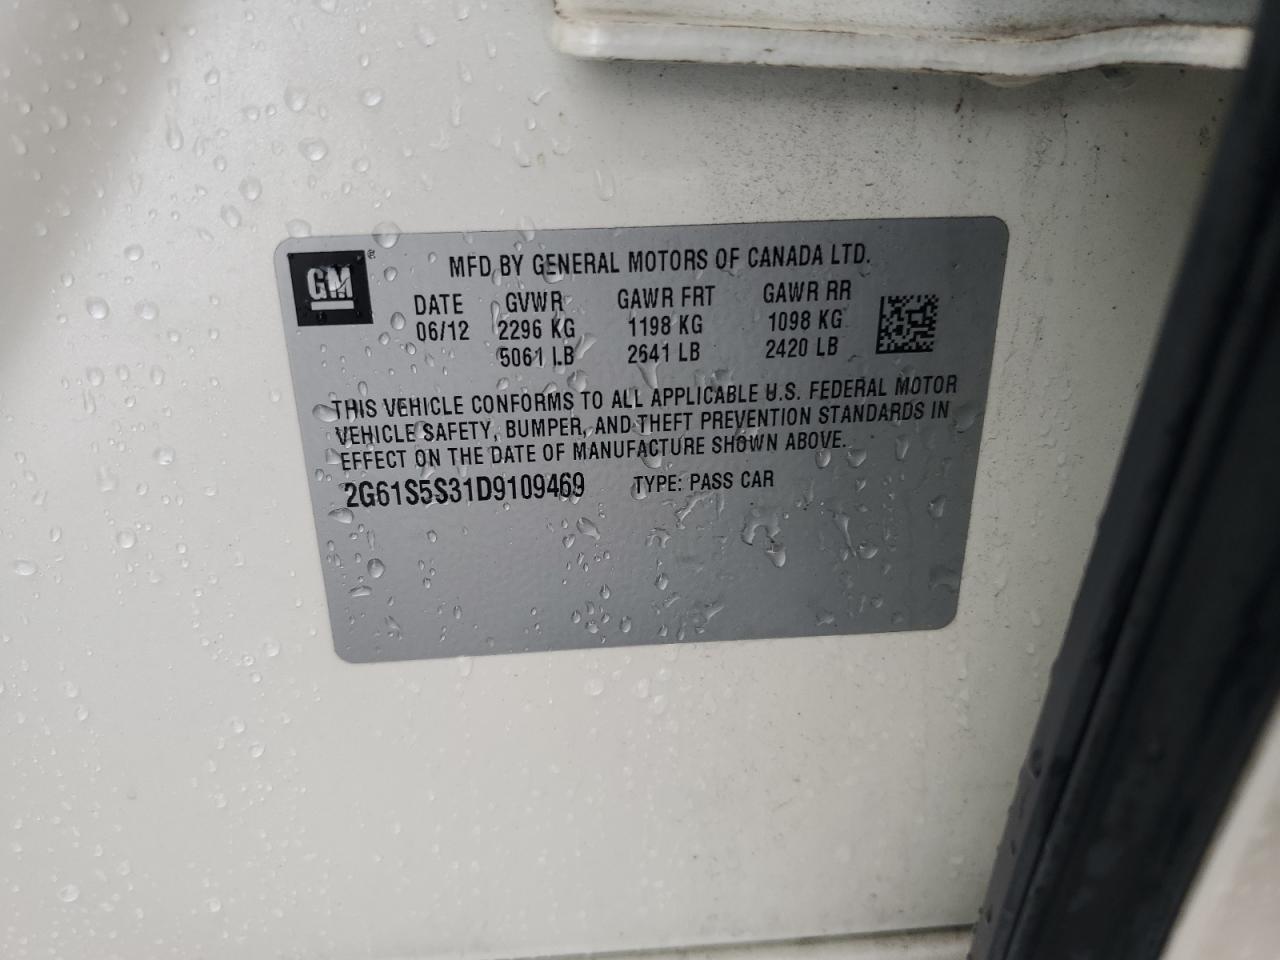 GM®
MFD BY GENERAL MOTORS OF CANADA LTD.
DATE GVWR GAWR FRT GAWR RR
06/12 2296 KG 1198 KG 1098 KG
5061 LB 2641 LB 2420 LB
THIS VEHICLE CONFORMS TO ALL APPLICABLE U.S. FEDERAL MOTOR
VEHICLE SAFETY, BUMPER, AND THEFT PREVENTION STANDARDS IN
EFFECT ON THE DATE OF MANUFACTURE SHOWN ABOVE.
2G61S5S31D9109469 TYPE: PASS CAR